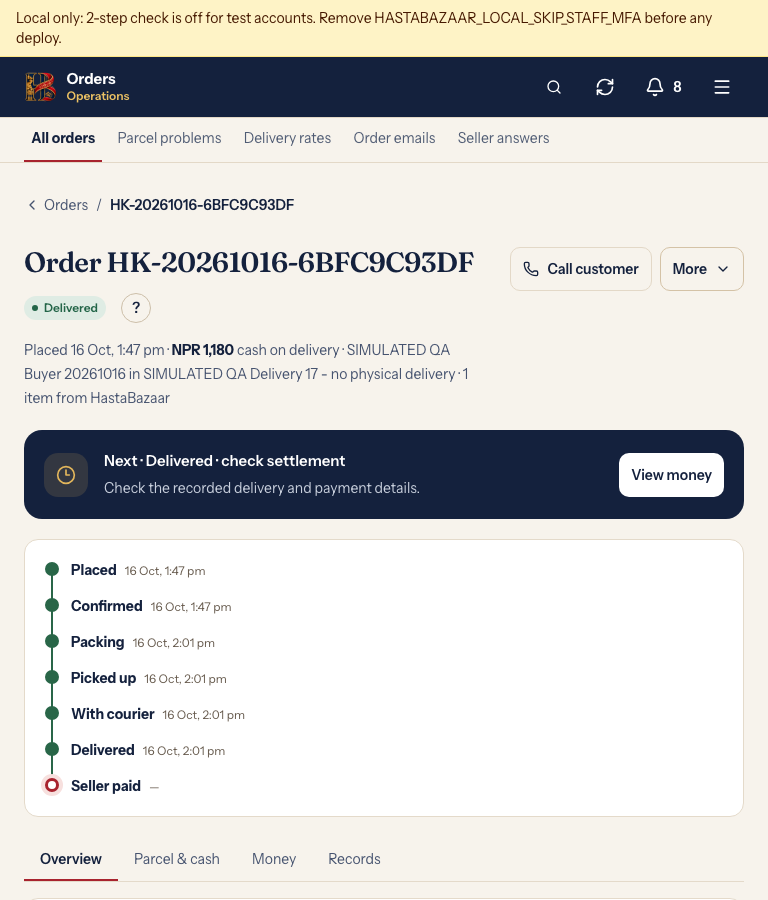 Local only: 2-step check is off for test accounts. Remove HASTABAZAAR_LOCAL_SKIP_STAFF_MFA before any
deploy.
Orders
Operations
8
All orders
Parcel problems
Delivery rates
Order emails
Seller answers
Orders / HK-20261016-6BFC9C93DF
Order HK-20261016-6BFC9C93DF
Call customer
More
Delivered
?
Placed 16 Oct, 1:47 pm · NPR 1,180 cash on delivery · SIMULATED QA
Buyer 20261016 in SIMULATED QA Delivery 17 - no physical delivery · 1
item from HastaBazaar
Next · Delivered · check settlement
Check the recorded delivery and payment details.
View money
Placed 16 Oct, 1:47 pm
Confirmed 16 Oct, 1:47 pm
Packing 16 Oct, 2:01 pm
Picked up 16 Oct, 2:01 pm
With courier 16 Oct, 2:01 pm
Delivered 16 Oct, 2:01 pm
Seller paid —
Overview
Parcel & cash
Money
Records